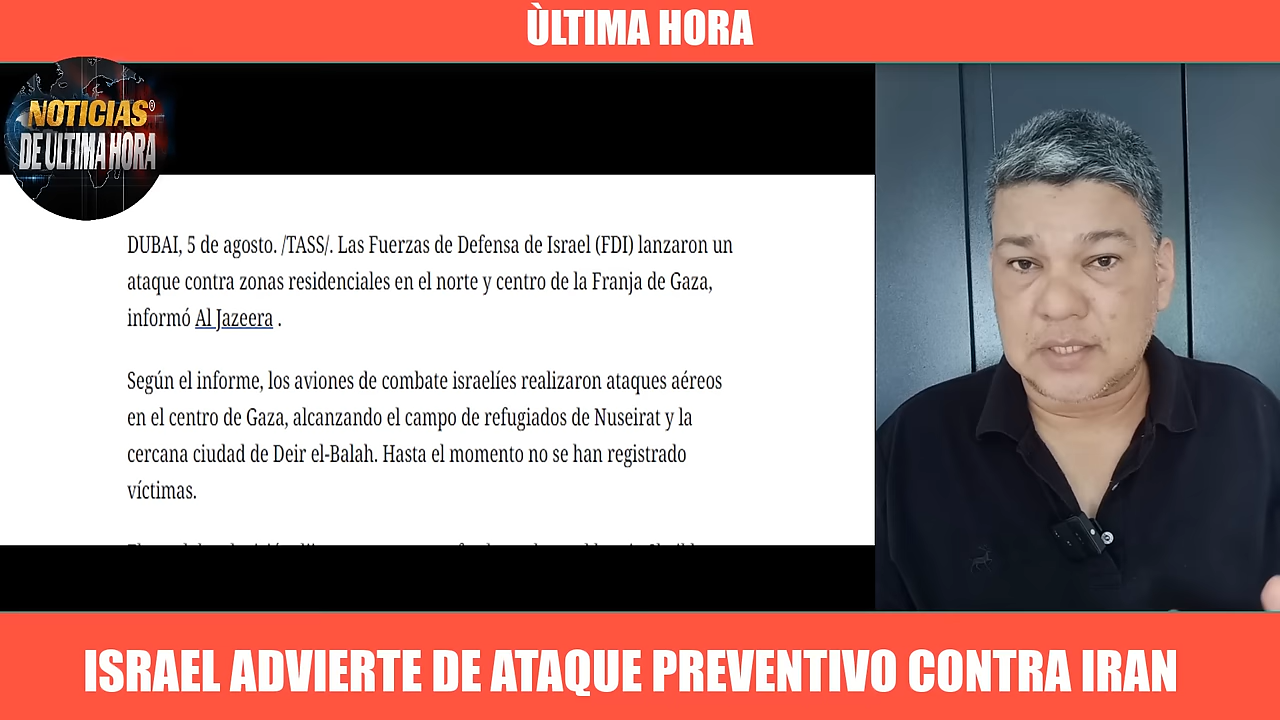 ÙLTIMA HORA
NOTICIAS®
DE ULTIMA HORA
DUBAI, 5 de agosto. /TASS/. Las Fuerzas de Defensa de Israel (FDI) lanzaron un
ataque contra zonas residenciales en el norte y centro de la Franja de Gaza,
informó Al Jazeera .
Según el informe, los aviones de combate israelíes realizaron ataques aéreos
en el centro de Gaza, alcanzando el campo de refugiados de Nuseirat y la
cercana ciudad de Deir el-Balah. Hasta el momento no se han registrado
víctimas.
ISRAEL ADVIERTE DE ATAQUE PREVENTIVO CONTRA IRAN